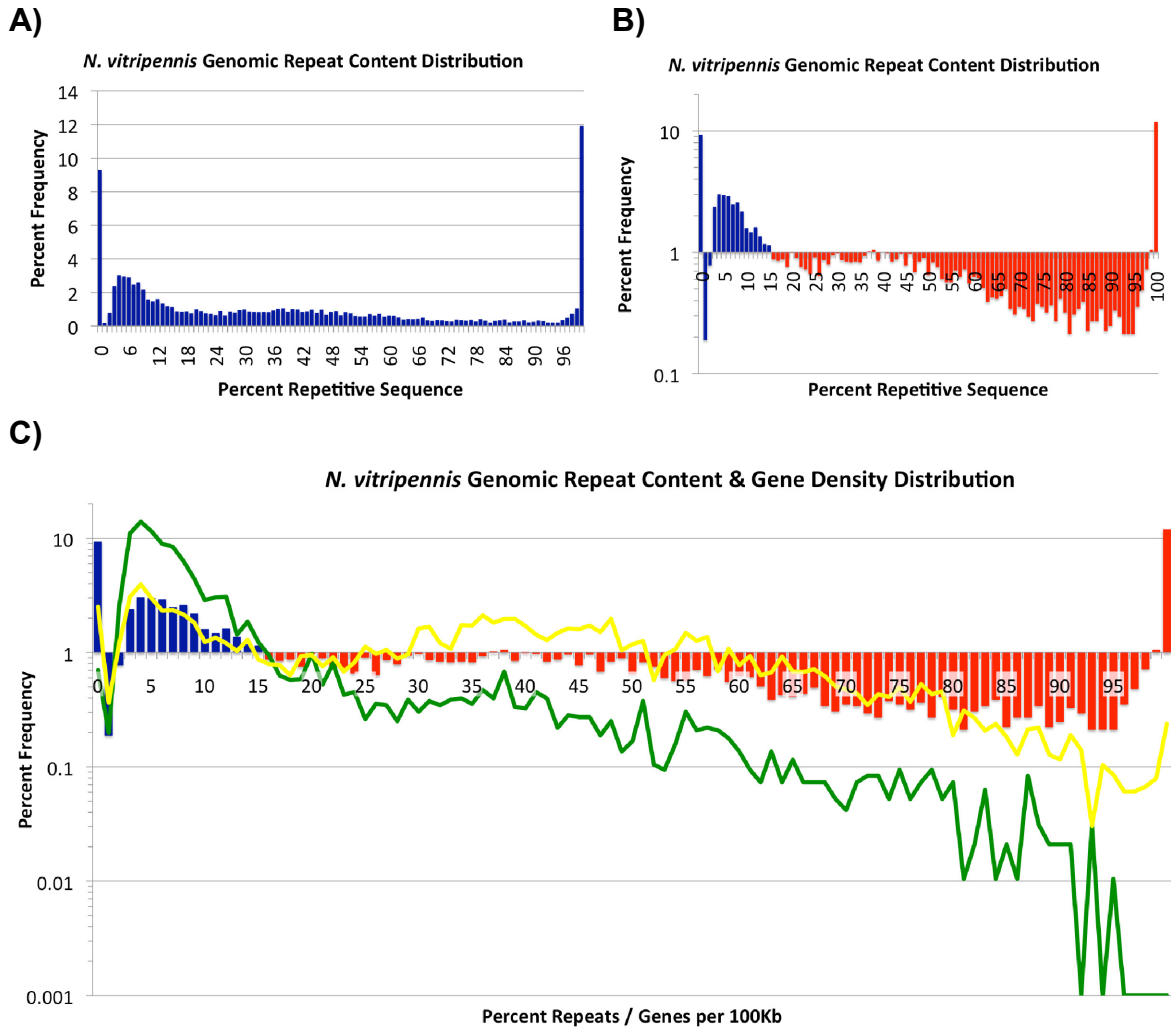 A)
N. vitripennis Genomic Repeat Content Distribution
Percent Frequency
14
12
10
8
6
4
2
0
0 6 12 18 24 30 36 42 48 54 60 66 72 78 84 90 96
Percent Repetitive Sequence
B)
N. vitripennis Genomic Repeat Content Distribution
Percent Frequency
10
1
0.1
0 5 10 15 20 25 30 35 40 45 50 55 60 65 70 75 80 85 90 95 100
Percent Repetitive Sequence
C)
N. vitripennis Genomic Repeat Content & Gene Density Distribution
Percent Frequency
10
1
0.1
0.01
0.001
0 5 10 15 20 25 30 35 40 45 50 55 60 65 70 75 80 85 90 95
Percent Repeats / Genes per 100Kb